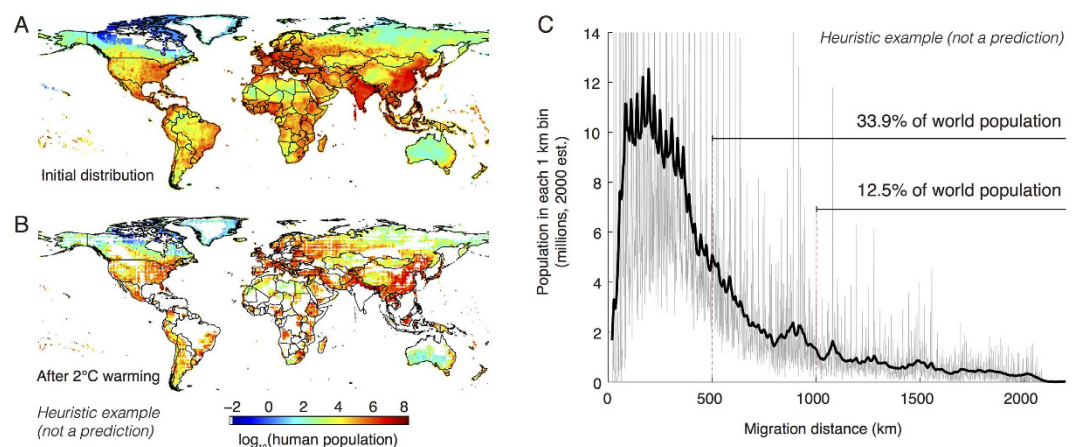 A
Initial distribution
B
After 2°C warming
Heuristic example
(not a prediction)
−2 0 2 4 6 8
log₁₀(human population)
C
Heuristic example (not a prediction)
33.9% of world population
12.5% of world population
Population in each 1 km bin
(millions, 2000 est.)
14
12
10
8
6
4
2
0
0 500 1000 1500 2000
Migration distance (km)